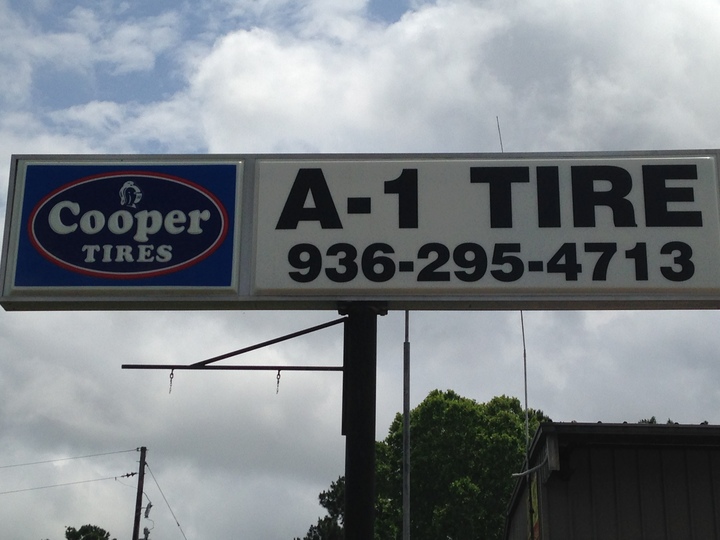 Cooper
TIRES
A-1 TIRE
936-295-4713